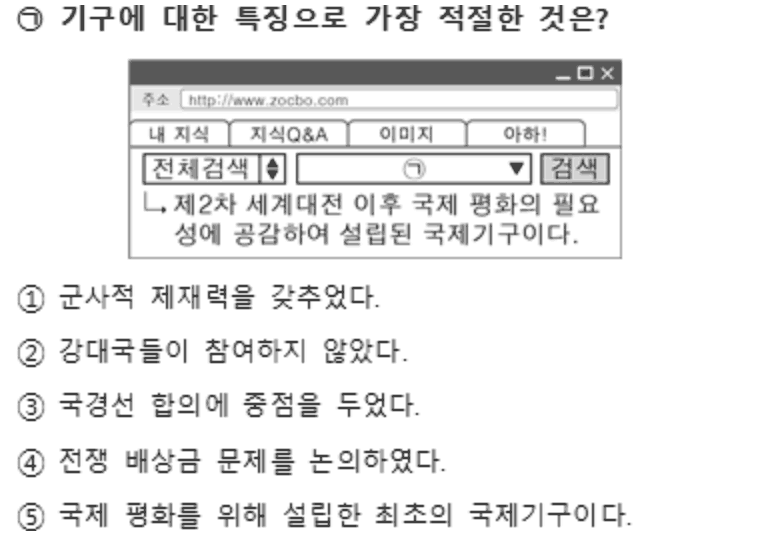 ㉠ 기구에 대한 특징으로 가장 적절한 것은?
주소 http://www.zocbo.com
내 지식 지식Q&A 이미지 아하!
전체검색 ㉠ 검색
제2차 세계대전 이후 국제 평화의 필요
성에 공감하여 설립된 국제기구이다.
① 군사적 제재력을 갖추었다.
② 강대국들이 참여하지 않았다.
③ 국경선 합의에 중점을 두었다.
④ 전쟁 배상금 문제를 논의하였다.
⑤ 국제 평화를 위해 설립한 최초의 국제기구이다.